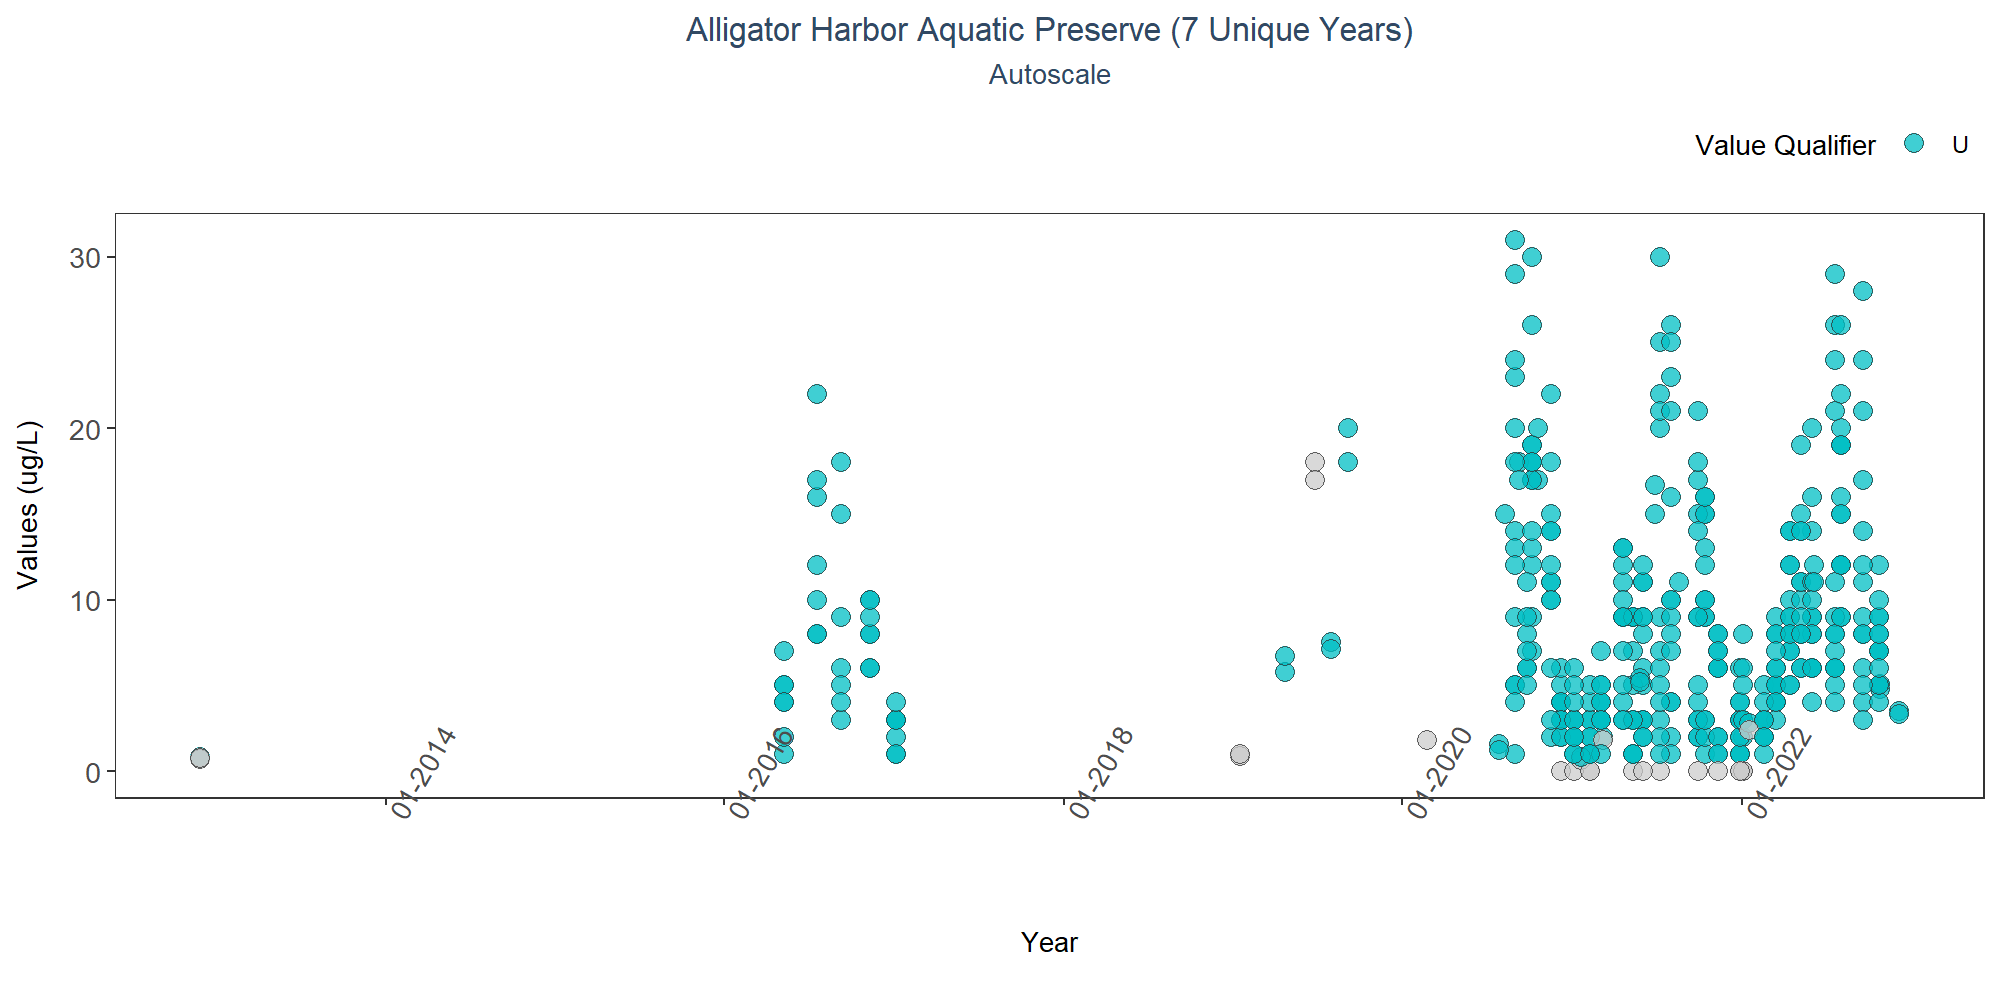 Alligator Harbor Aquatic Preserve (7 Unique Years)
Autoscale
Value Qualifier U
Values (ug/L)
30
20
10
0
01-2014
01-2016
01-2018
01-2020
01-2022
Year